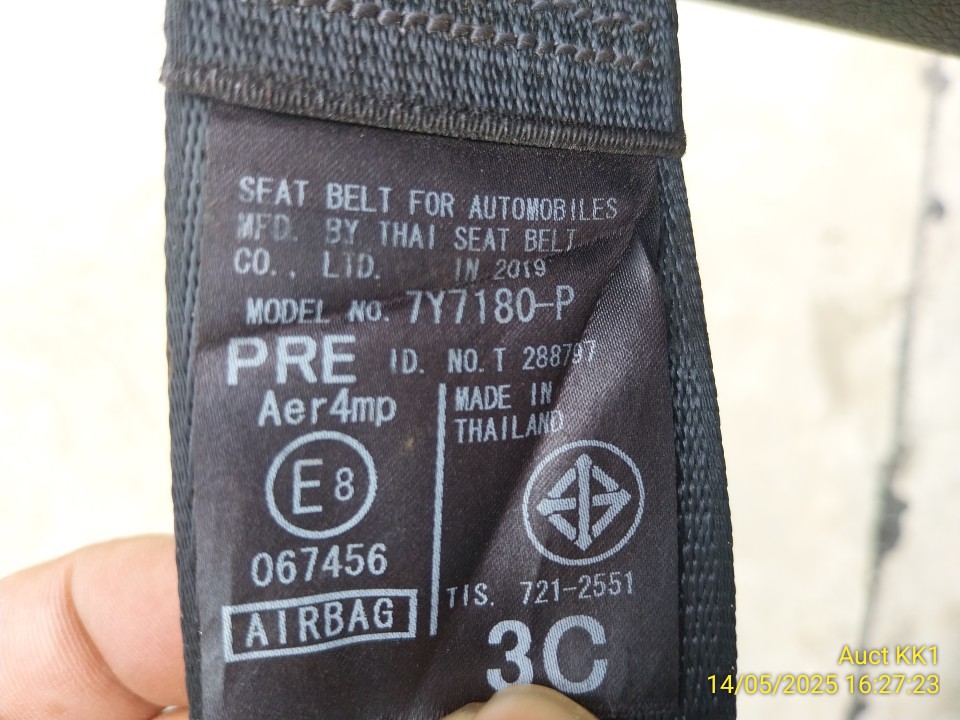 SEAT BELT FOR AUTOMOBILES
MFD. BY THAI SEAT BELT
CO., LTD. IN 2019
MODEL NO. 7Y7180-P
PRE ID. NO. T 288797
Aer4mp
MADE IN
THAILAND
E8
067456
AIRBAG
TIS. 721-2551
3C
Auct KK1
14/05/2025 16:27:23